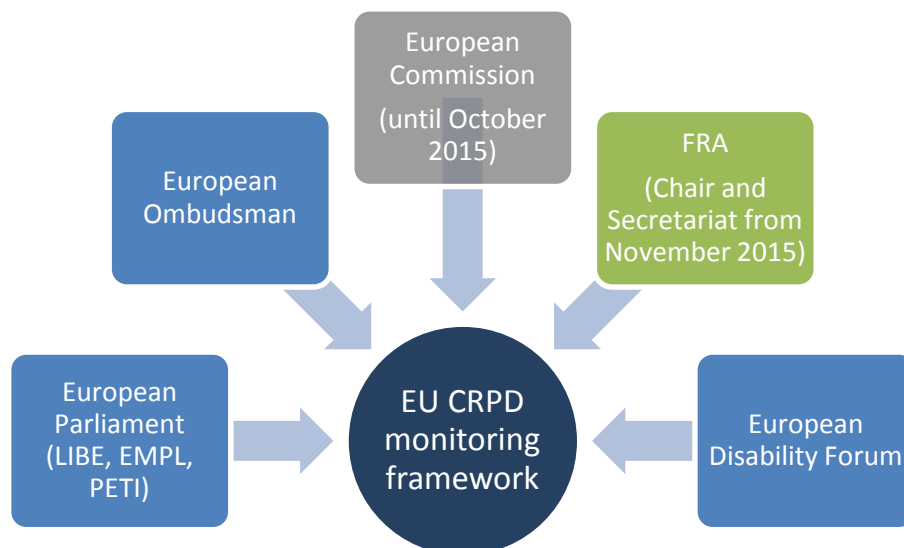 European
Commission
(until October
2015)
FRA
(Chair and
Secretariat from
November 2015)
European
Ombudsman
European
Parliament
(LIBE, EMPL,
PETI)
EU CRPD
monitoring
framework
European
Disability Forum